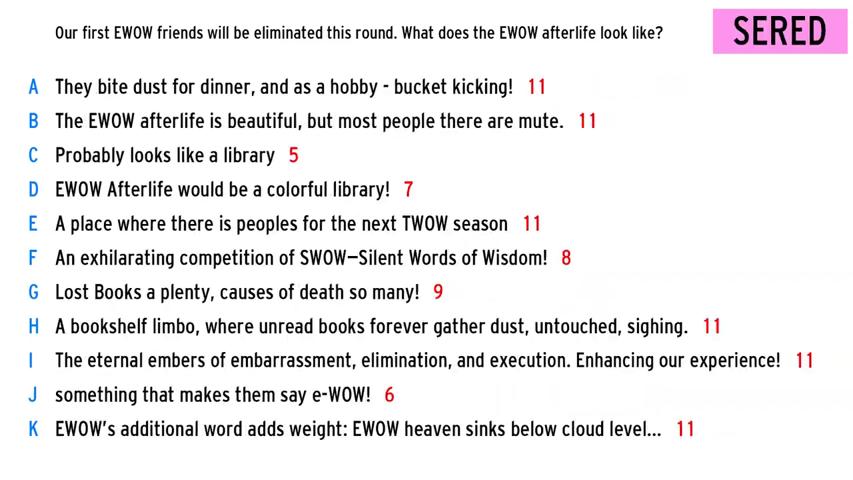 Our first EWOW friends will be eliminated this round. What does the EWOW afterlife look like?
SERED
A They bite dust for dinner, and as a hobby - bucket kicking! 11
B The EWOW afterlife is beautiful, but most people there are mute. 11
C Probably looks like a library 5
D EWOW Afterlife would be a colorful library! 7
E A place where there is peoples for the next TWOW season 11
F An exhilarating competition of SWOW—Silent Words of Wisdom! 8
G Lost Books a plenty, causes of death so many! 9
H A bookshelf limbo, where unread books forever gather dust, untouched, sighing. 11
I The eternal embers of embarrassment, elimination, and execution. Enhancing our experience! 11
J something that makes them say e-WOW! 6
K EWOW's additional word adds weight: EWOW heaven sinks below cloud level... 11